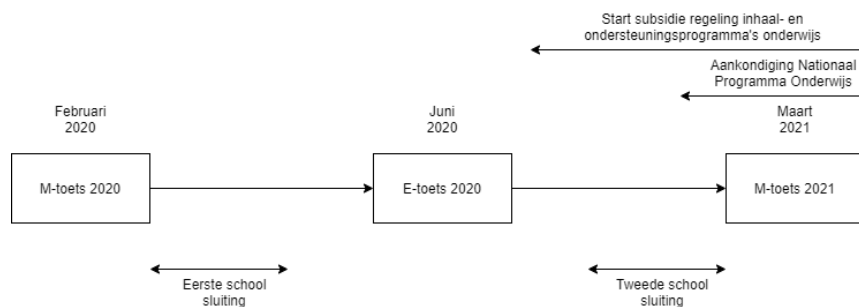 Start subsidie regeling inhaal- en
ondersteuningsprogramma's onderwijs
Aankondiging Nationaal
Programma Onderwijs
Februari
2020
Juni
2020
Maart
2021
M-toets 2020
E-toets 2020
M-toets 2021
Eerste school
sluiting
Tweede school
sluiting